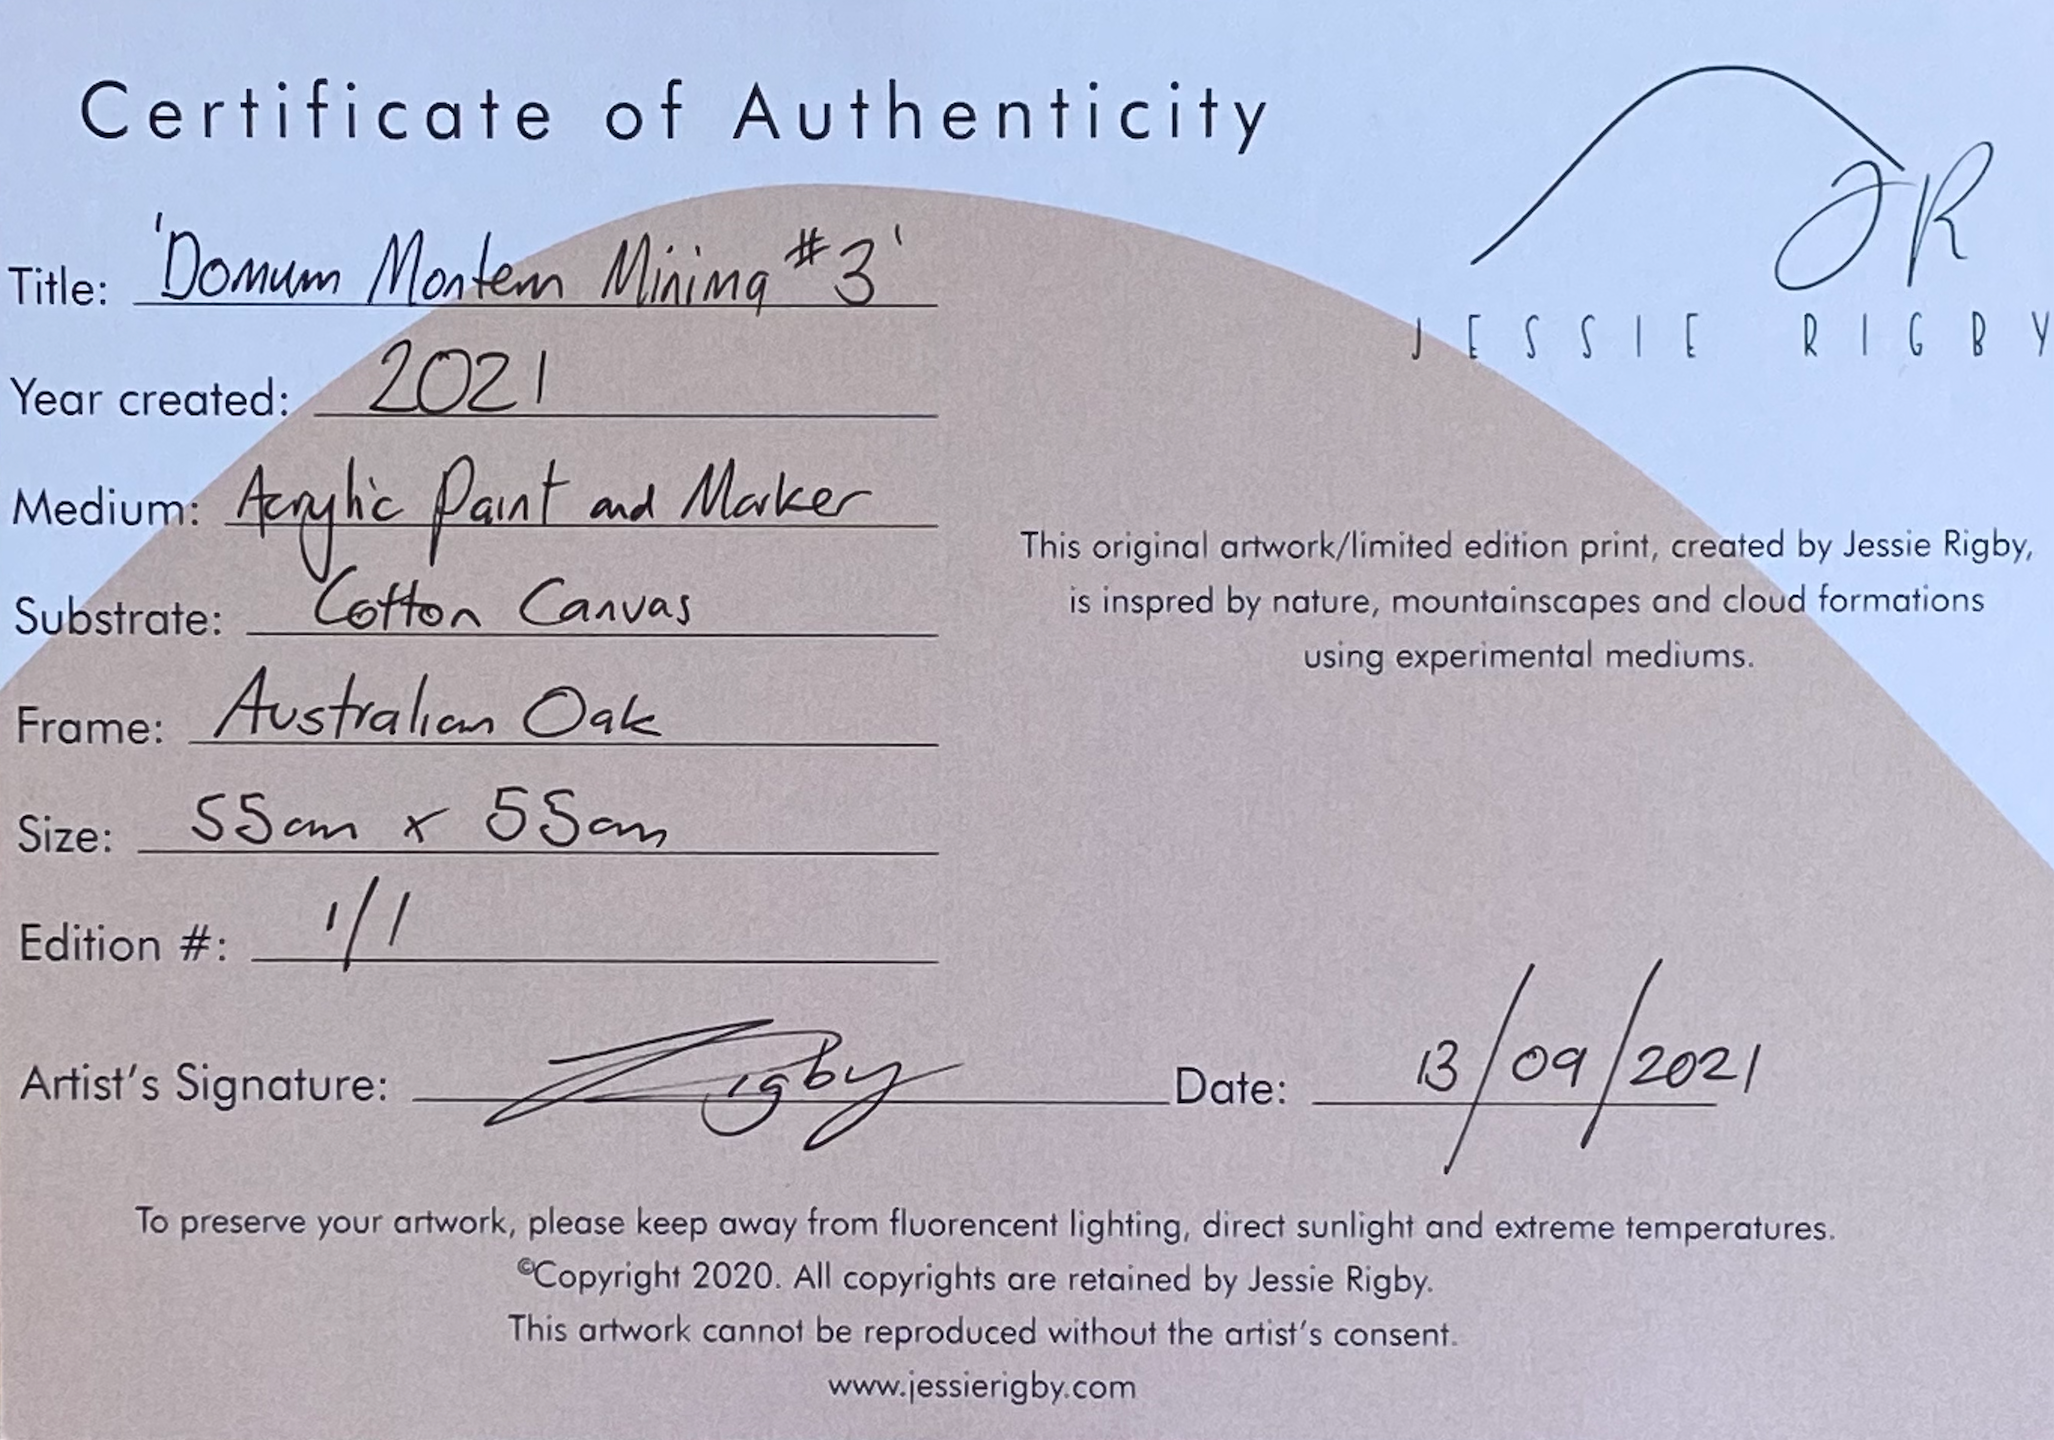 Certificate of Authenticity
JR
JESSIE RIGBY
Title: 'Domum Montem Minima #3'
Year created: 2021
Medium: Acrylic Paint and Marker
Substrate: Cotton Canvas
Frame: Australian Oak
Size: 55cm x 55cm
Edition #: 1/1
This original artwork/limited edition print, created by Jessie Rigby,
is inspred by nature, mountainscapes and cloud formations
using experimental mediums.
Artist's Signature: Rigby Date: 13/09/2021
To preserve your artwork, please keep away from fluorencent lighting, direct sunlight and extreme temperatures.
©Copyright 2020. All copyrights are retained by Jessie Rigby.
This artwork cannot be reproduced without the artist's consent.
www.jessierigby.com